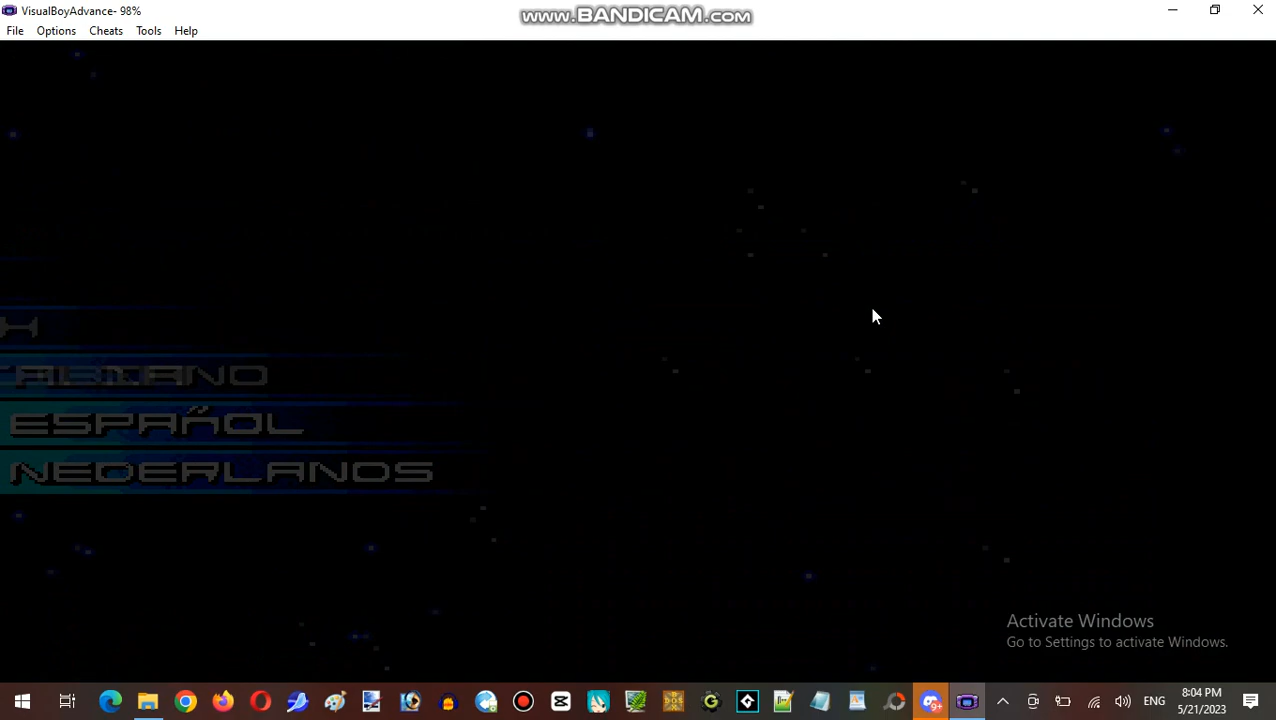 VisualBoyAdvance- 98%
www.BANDICAM.com
File Options Cheats Tools Help
H
ESPAÑOL
NEDERLANDS
Activate Windows
Go to Settings to activate Windows.
ENG
8:04 PM
5/21/2023